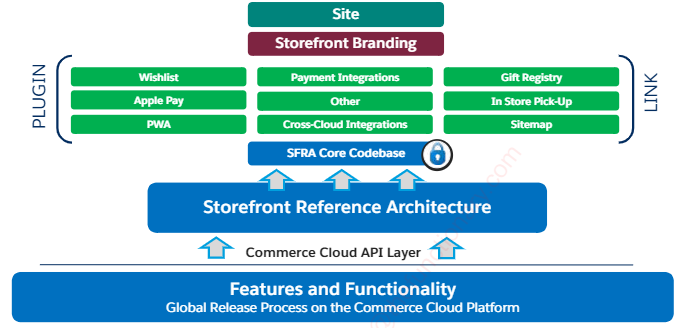 Site
Storefront Branding
PLUGIN
Wishlist
Payment Integrations
Gift Registry
Apple Pay
Other
In Store Pick-Up
PWA
Cross-Cloud Integrations
Sitemap
LINK
SFRA Core Codebase
Storefront Reference Architecture
Commerce Cloud API Layer
Features and Functionality
Global Release Process on the Commerce Cloud Platform